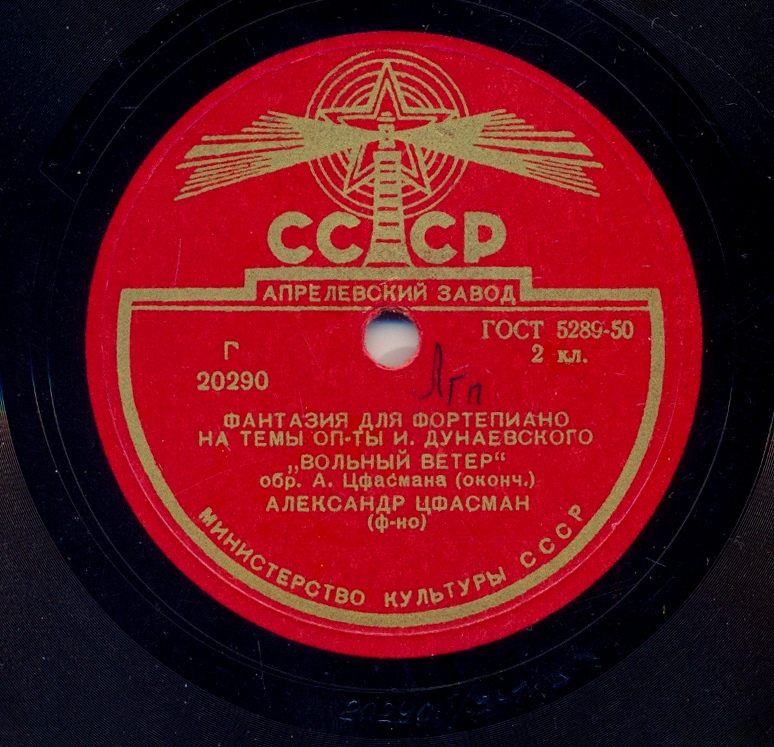 СССР
АПРЕЛЕВСКИЙ ЗАВОД
ГОСТ 5289-50
2 кл.
Г
20290
Лгп
ФАНТАЗИЯ ДЛЯ ФОРТЕПИАНО
НА ТЕМЫ ОП-ТЫ И. ДУНАЕВСКОГО
„ВОЛЬНЫЙ ВЕТЕР“
обр. А. Цфасмана (оконч.)
АЛЕКСАНДР ЦФАСМАН
(ф-но)
МИНИСТЕРСТВО КУЛЬТУРЫ СССР